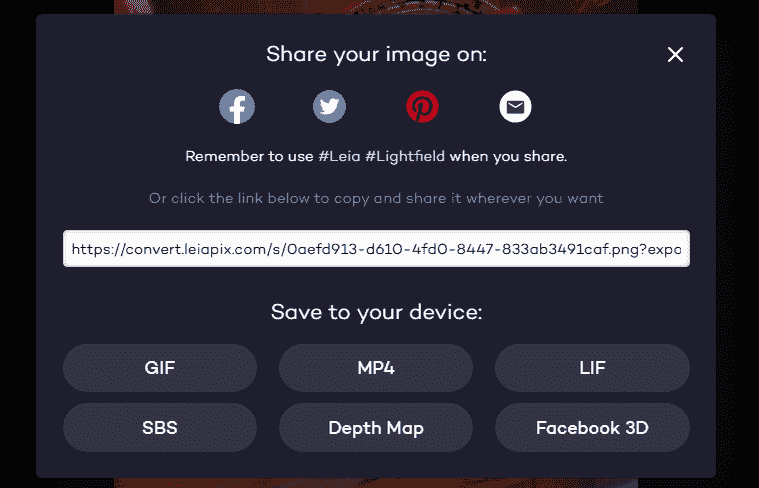 Share your image on:
Remember to use #Leia #Lightfield when you share.
Or click the link below to copy and share it wherever you want
https://convert.leiapix.com/s/0aefd913-d610-4fd0-8447-833ab3491caf.png?expo
Save to your device:
GIF MP4 LIF
SBS Depth Map Facebook 3D